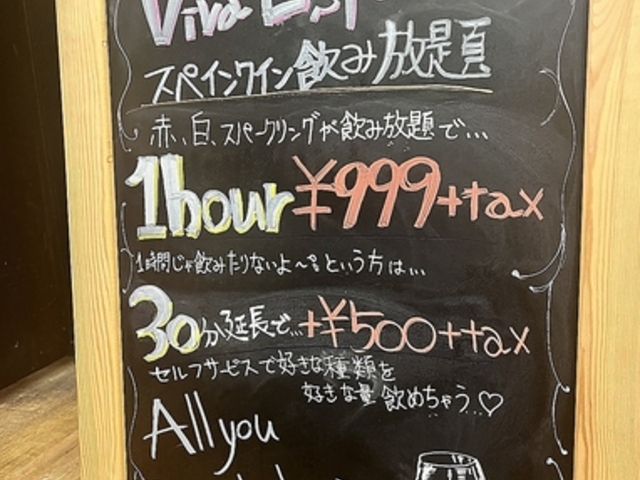 Viva
スペインワイン飲み放題
赤、白、スパークリングが飲み放題で...
1hour ¥999+tax
1時間じゃ飲みたりないよ〜。という方は...
30分延長で...+¥500+tax
セルフサービスで好きな種類を
好きな量飲めちゃう♡
All you